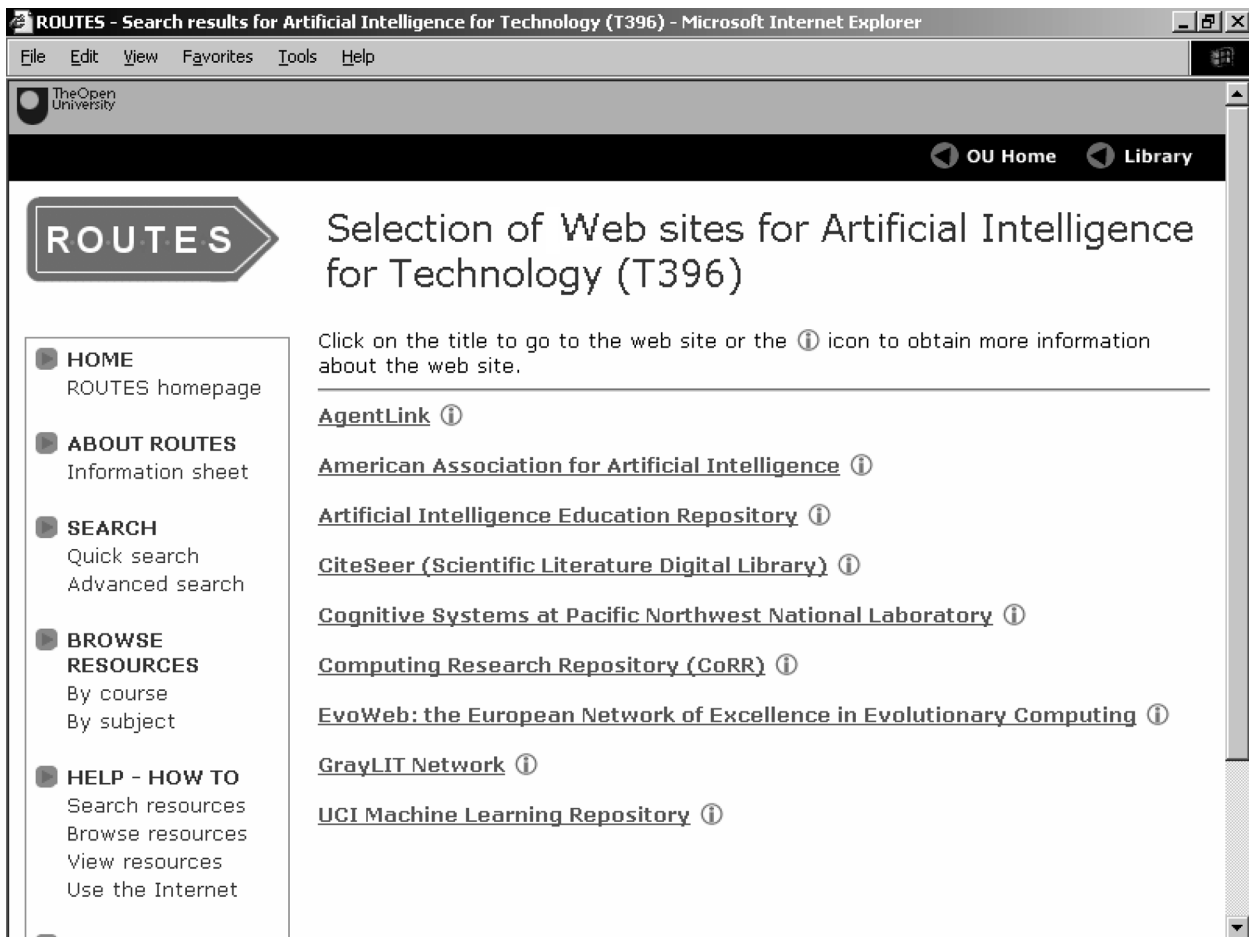 ROUTES - Search results for Artificial Intelligence for Technology (T396) - Microsoft Internet Explorer
File Edit View Favorites Tools Help
TheOpen
University
OU Home Library
ROUTES
Selection of Web sites for Artificial Intelligence
for Technology (T396)
Click on the title to go to the web site or the i icon to obtain more information
about the web site.
HOME
ROUTES homepage
ABOUT ROUTES
Information sheet
SEARCH
Quick search
Advanced search
BROWSE
RESOURCES
By course
By subject
HELP - HOW TO
Search resources
Browse resources
View resources
Use the Internet
AgentLink i
American Association for Artificial Intelligence i
Artificial Intelligence Education Repository i
CiteSeer (Scientific Literature Digital Library) i
Cognitive Systems at Pacific Northwest National Laboratory i
Computing Research Repository (CoRR) i
EvoWeb: the European Network of Excellence in Evolutionary Computing i
GrayLIT Network i
UCI Machine Learning Repository i